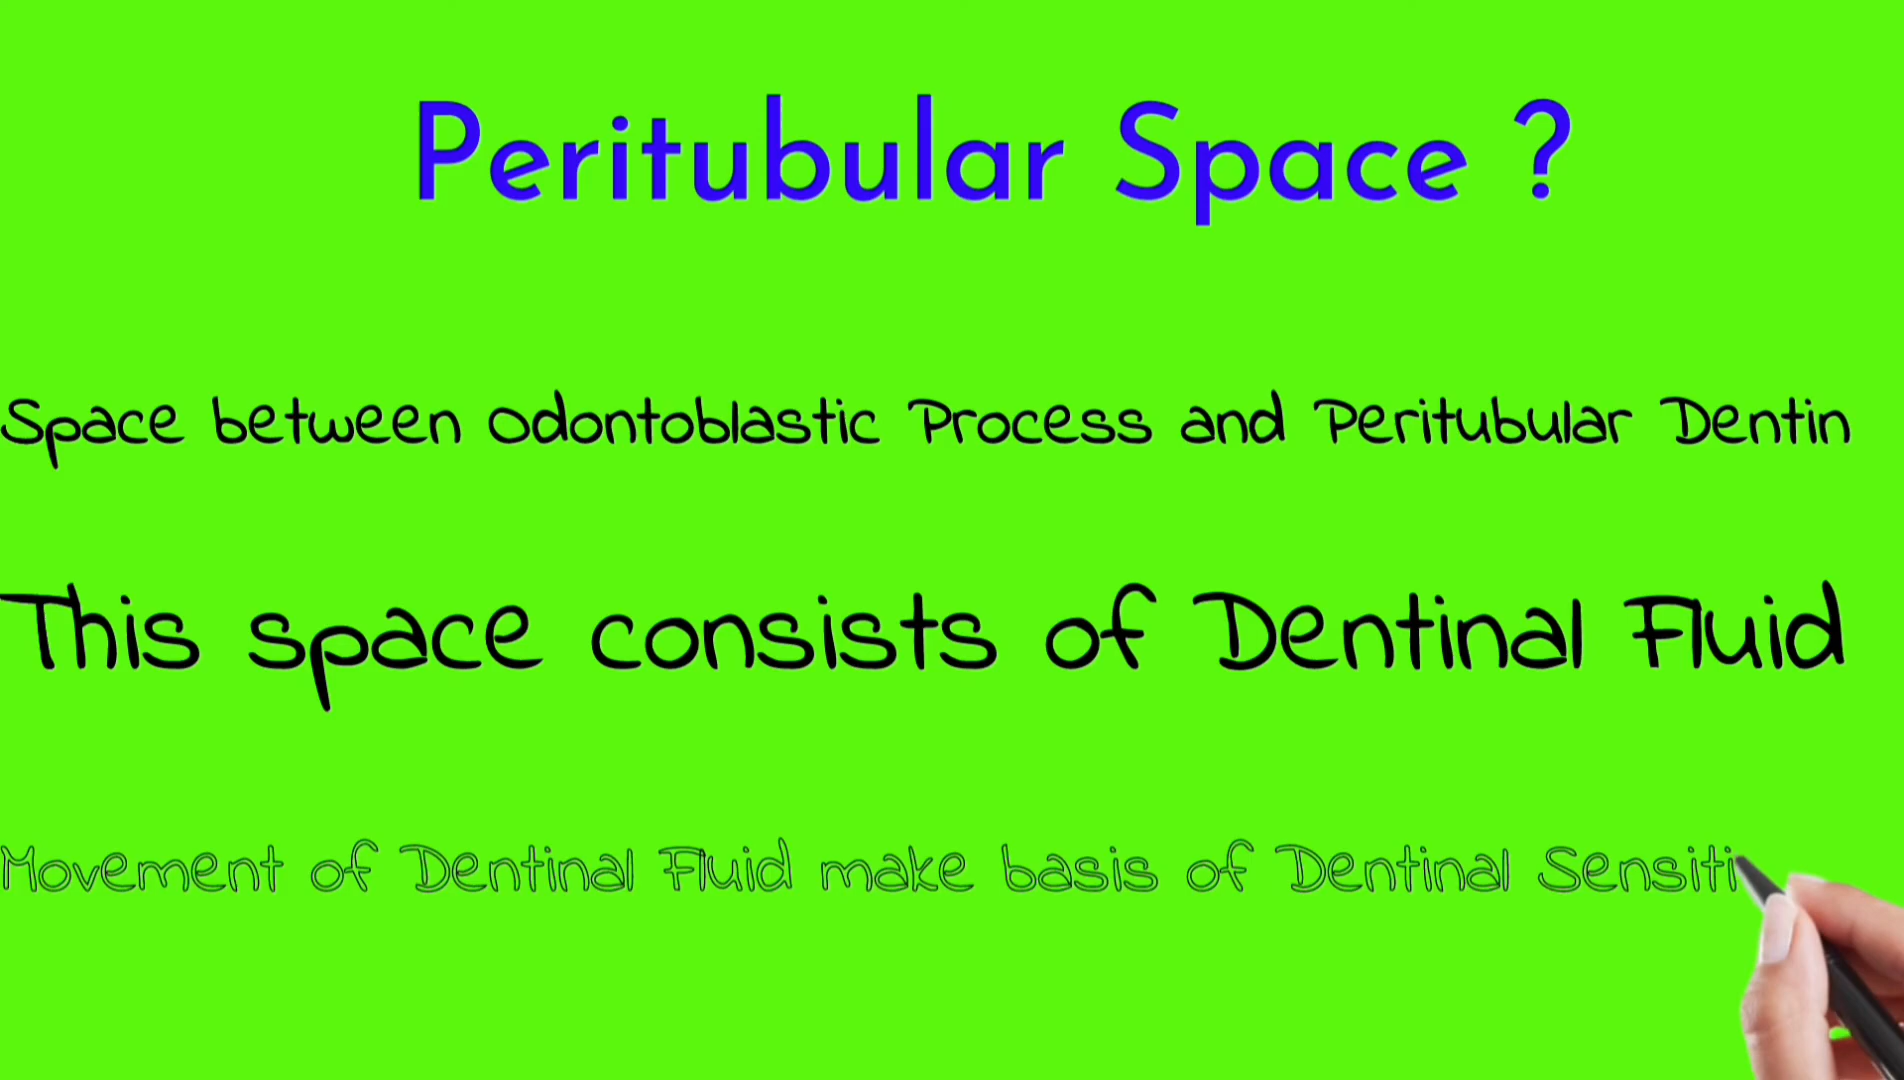 Peritubular Space ?
Space between Odontoblastic Process and Peritubular Dentin
This space consists of Dentinal Fluid
Movement of Dentinal Fluid make basis of Dentinal Sensiti